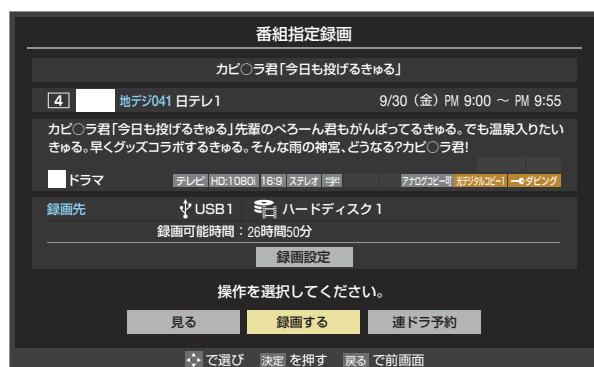 番組指定録画
カピ○ラ君「今日も投げるきゅる」
4 地デジ041 日テレ1 9/30（金）PM 9:00 ～ PM 9:55
カピ○ラ君「今日も投げるきゅる」先輩のぺろーん君もがんばってるきゅる。でも温泉入りたい
きゅる。早くグッズコラボするきゅる。そんな雨の神宮、どうなる?カピ○ラ君!
ドラマ テレビ HD:1080i 16:9 ステレオ 字 アナログコピー可 光デジタルコピー1 ダビング
録画先 USB1 ハードディスク1
録画可能時間：26時間50分
録画設定
操作を選択してください。
見る 録画する 連ドラ予約
で選び 決定 を押す 戻る で前画面